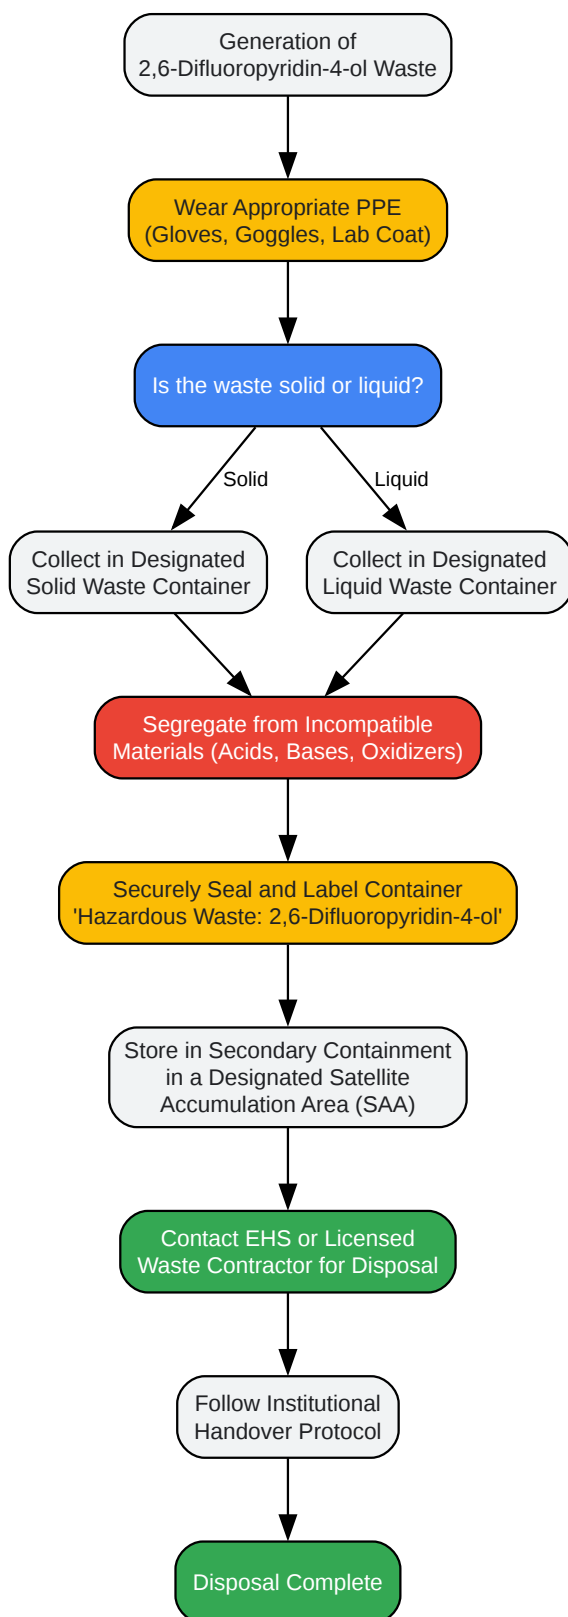 Generation of
2,6-Difluoropyridin-4-ol Waste
Wear Appropriate PPE
(Gloves, Goggles, Lab Coat)
Is the waste solid or liquid?
Solid
Liquid
Collect in Designated
Solid Waste Container
Collect in Designated
Liquid Waste Container
Segregate from Incompatible
Materials (Acids, Bases, Oxidizers)
Securely Seal and Label Container
'Hazardous Waste: 2,6-Difluoropyridin-4-ol'
Store in Secondary Containment
in a Designated Satellite
Accumulation Area (SAA)
Contact EHS or Licensed
Waste Contractor for Disposal
Follow Institutional
Handover Protocol
Disposal Complete